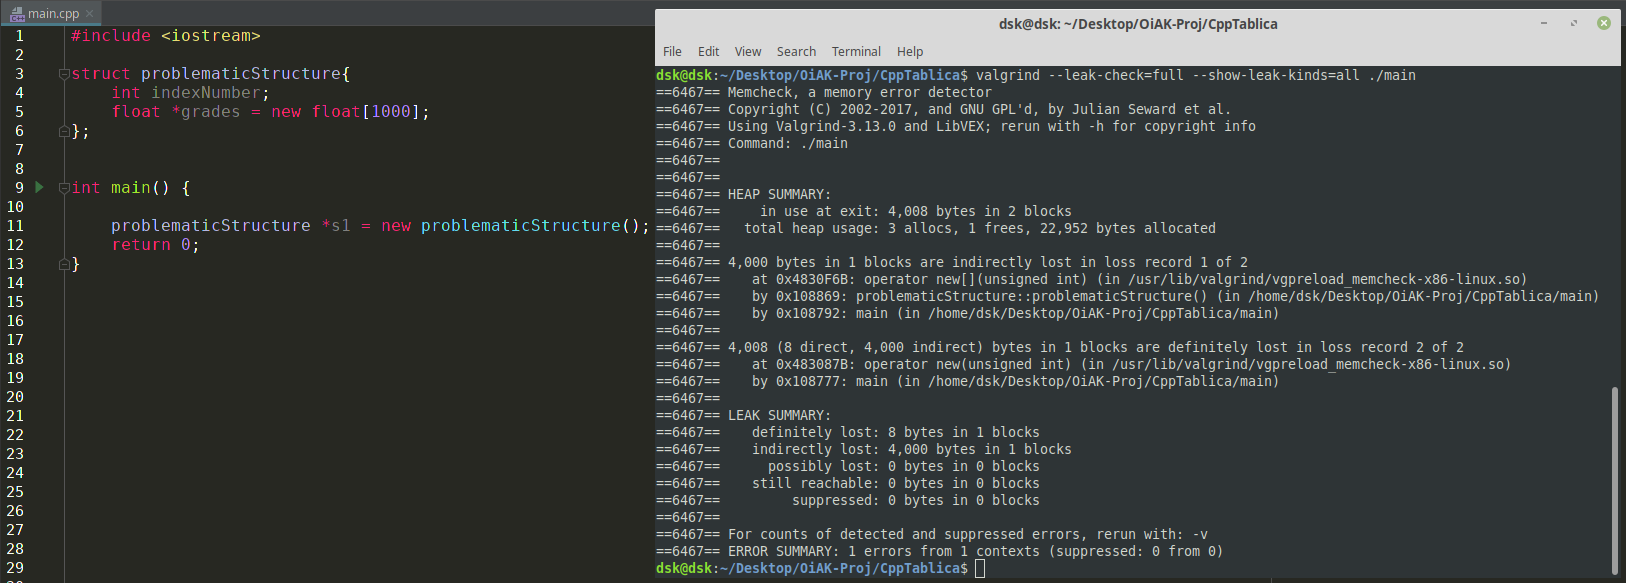 main.cpp
1 #include <iostream>
2
3 struct problematicStructure{
4     int indexNumber;
5     float *grades = new float[1000];
6 };
7
8
9 int main() {
10
11     problematicStructure *s1 = new problematicStructure();
12     return 0;
13 }
14
15
16
17
18
19
20
21
22
23
24
25
26
27
28
29
dsk@dsk: ~/Desktop/OiAK-Proj/CppTablica
File Edit View Search Terminal Help
dsk@dsk:~/Desktop/OiAK-Proj/CppTablica$ valgrind --leak-check=full --show-leak-kinds=all ./main
==6467== Memcheck, a memory error detector
==6467== Copyright (C) 2002-2017, and GNU GPL'd, by Julian Seward et al.
==6467== Using Valgrind-3.13.0 and LibVEX; rerun with -h for copyright info
==6467== Command: ./main
==6467==
==6467==
==6467== HEAP SUMMARY:
==6467==     in use at exit: 4,008 bytes in 2 blocks
==6467==   total heap usage: 3 allocs, 1 frees, 22,952 bytes allocated
==6467==
==6467== 4,000 bytes in 1 blocks are indirectly lost in loss record 1 of 2
==6467==    at 0x4830F6B: operator new[](unsigned int) (in /usr/lib/valgrind/vgpreload_memcheck-x86-linux.so)
==6467==    by 0x108869: problematicStructure::problematicStructure() (in /home/dsk/Desktop/OiAK-Proj/CppTablica/main)
==6467==    by 0x108792: main (in /home/dsk/Desktop/OiAK-Proj/CppTablica/main)
==6467==
==6467== 4,008 (8 direct, 4,000 indirect) bytes in 1 blocks are definitely lost in loss record 2 of 2
==6467==    at 0x483087B: operator new(unsigned int) (in /usr/lib/valgrind/vgpreload_memcheck-x86-linux.so)
==6467==    by 0x108777: main (in /home/dsk/Desktop/OiAK-Proj/CppTablica/main)
==6467==
==6467== LEAK SUMMARY:
==6467==    definitely lost: 8 bytes in 1 blocks
==6467==    indirectly lost: 4,000 bytes in 1 blocks
==6467==      possibly lost: 0 bytes in 0 blocks
==6467==    still reachable: 0 bytes in 0 blocks
==6467==         suppressed: 0 bytes in 0 blocks
==6467==
==6467== For counts of detected and suppressed errors, rerun with: -v
==6467== ERROR SUMMARY: 1 errors from 1 contexts (suppressed: 0 from 0)
dsk@dsk:~/Desktop/OiAK-Proj/CppTablica$